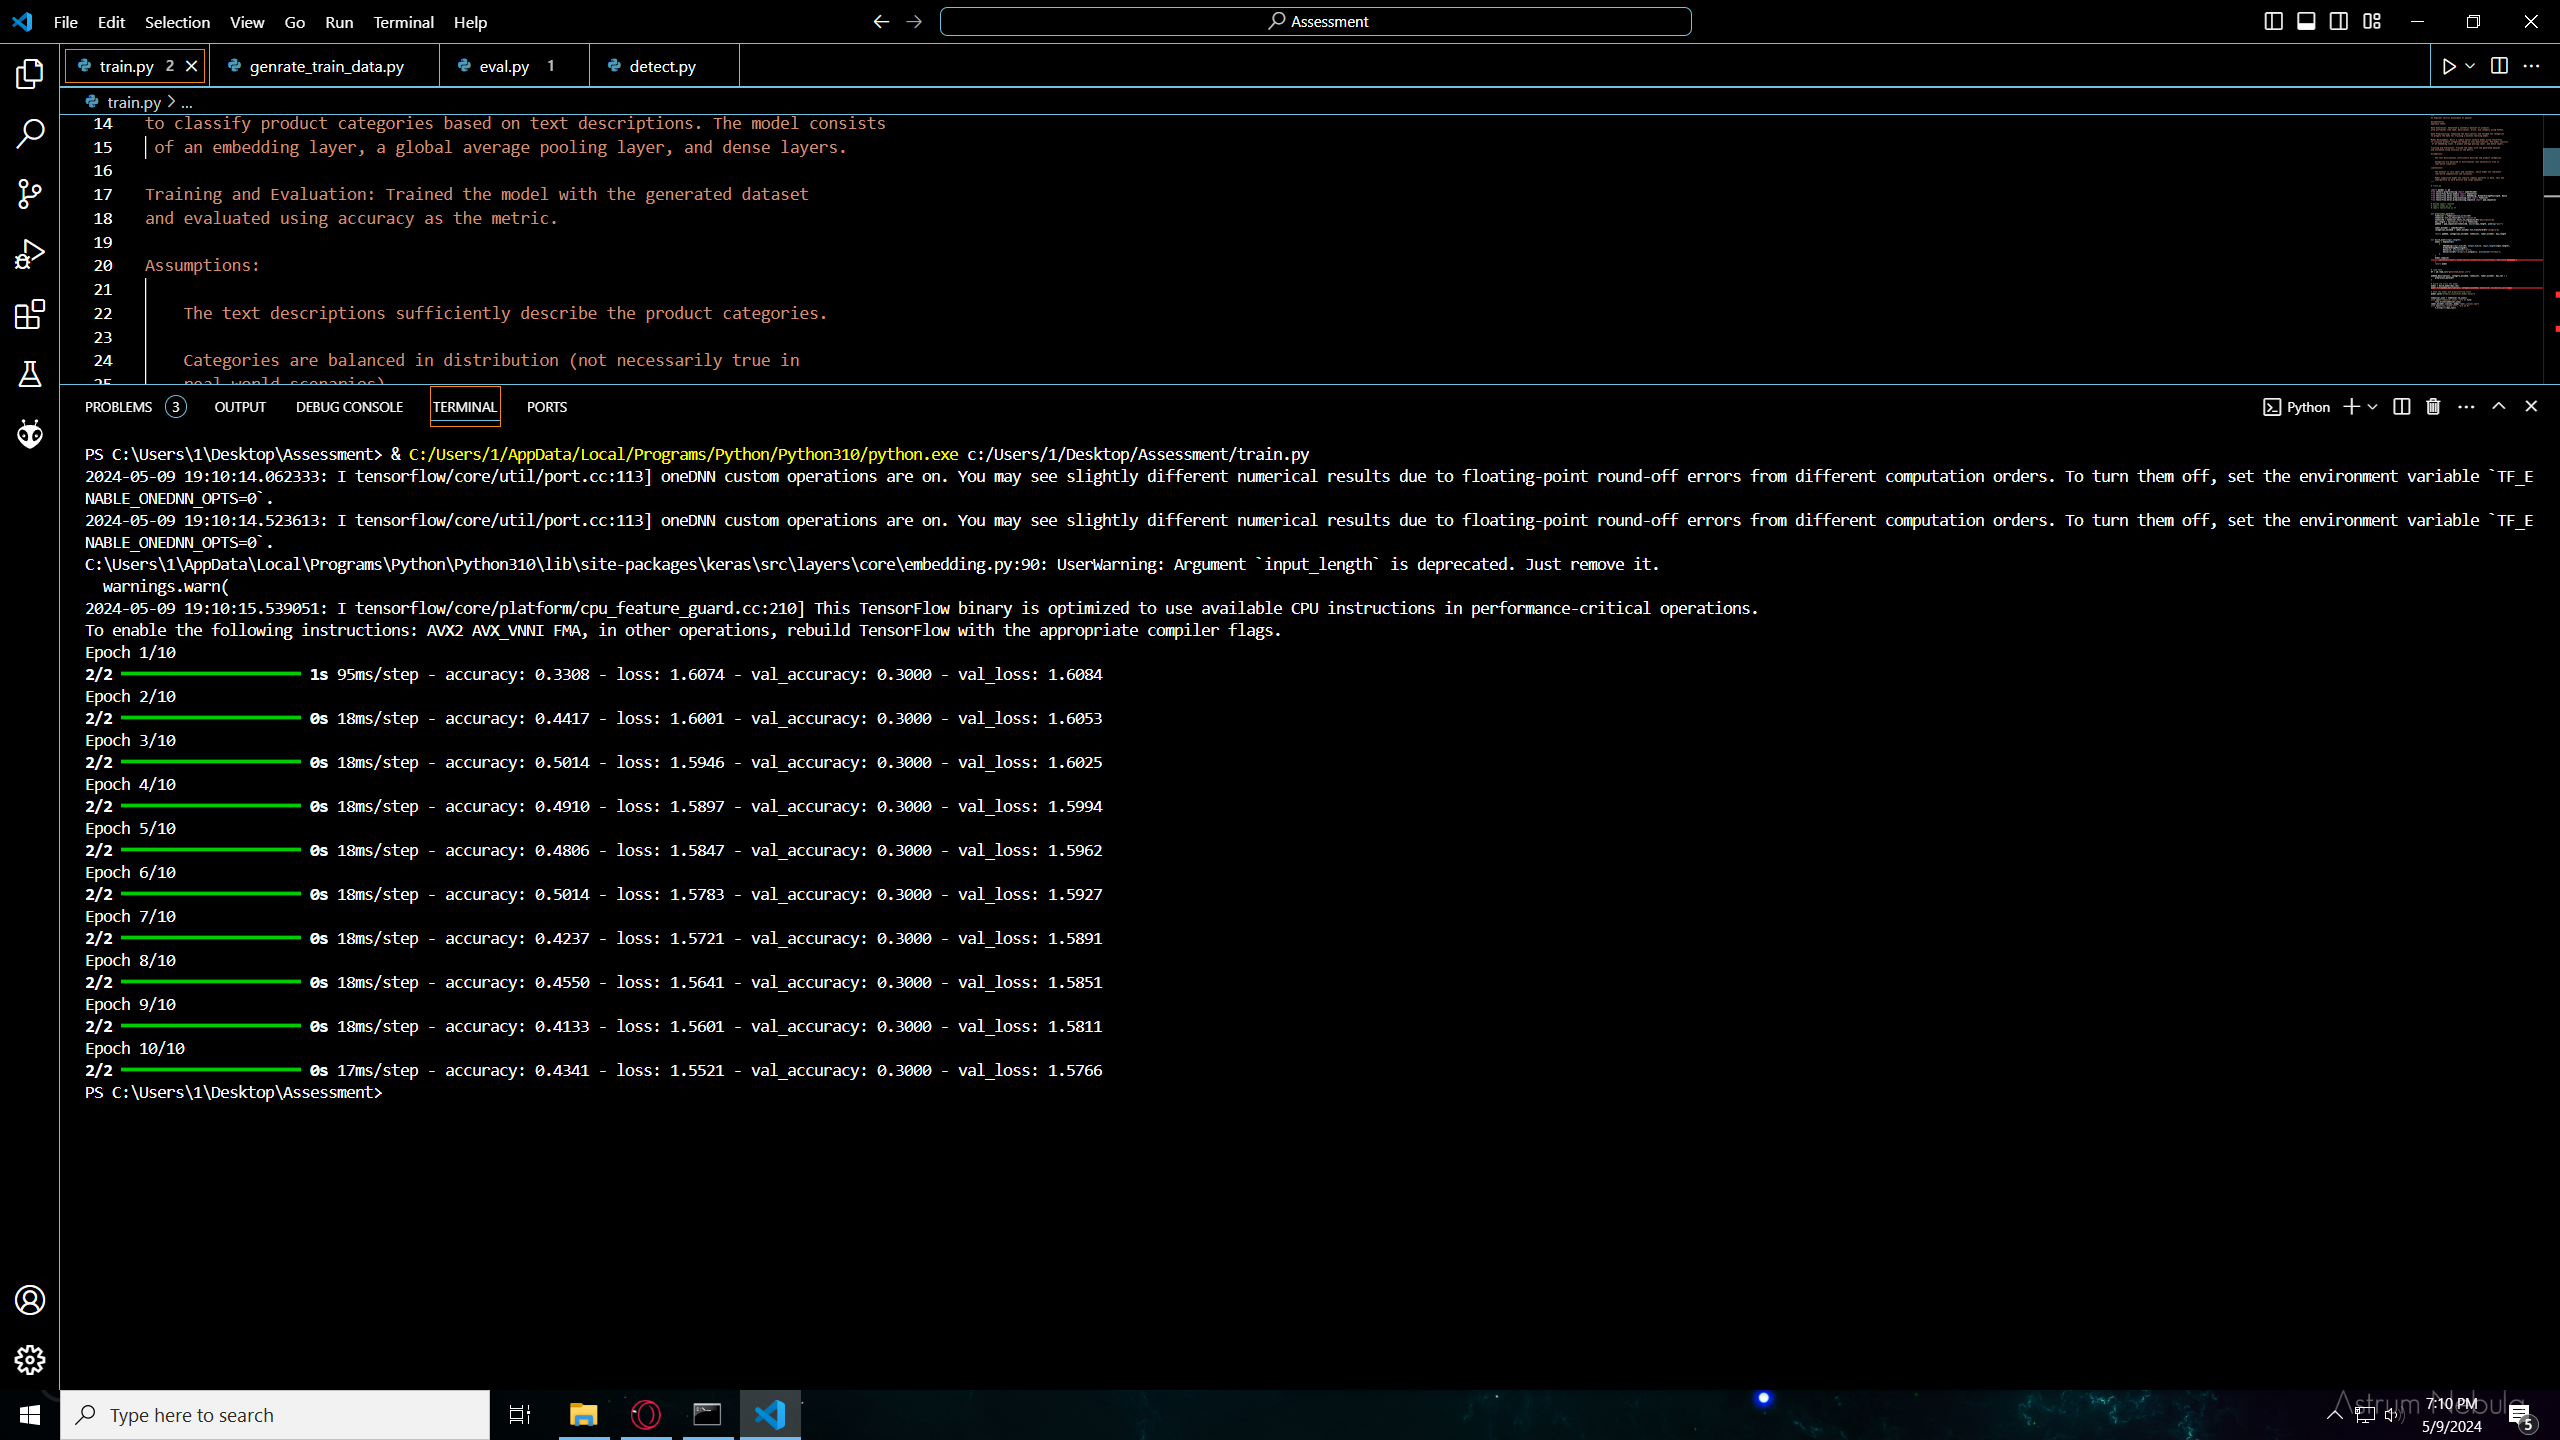 File Edit Selection View Go Run Terminal Help
Assessment
train.py 2
genrate_train_data.py
eval.py 1
detect.py
train.py > ...
14 to classify product categories based on text descriptions. The model consists
15 of an embedding layer, a global average pooling layer, and dense layers.
16
17 Training and Evaluation: Trained the model with the generated dataset
18 and evaluated using accuracy as the metric.
19
20 Assumptions:
21
22 The text descriptions sufficiently describe the product categories.
23
24 Categories are balanced in distribution (not necessarily true in
25 real-world scenarios)
PROBLEMS 3 OUTPUT DEBUG CONSOLE TERMINAL PORTS
Python
PS C:\Users\1\Desktop\Assessment> & C:/Users/1/AppData/Local/Programs/Python/Python310/python.exe c:/Users/1/Desktop/Assessment/train.py
2024-05-09 19:10:14.062333: I tensorflow/core/util/port.cc:113] oneDNN custom operations are on. You may see slightly different numerical results due to floating-point round-off errors from different computation orders. To turn them off, set the environment variable `TF_E
NABLE_ONEDNN_OPTS=0`.
2024-05-09 19:10:14.523613: I tensorflow/core/util/port.cc:113] oneDNN custom operations are on. You may see slightly different numerical results due to floating-point round-off errors from different computation orders. To turn them off, set the environment variable `TF_E
NABLE_ONEDNN_OPTS=0`.
C:\Users\1\AppData\Local\Programs\Python\Python310\lib\site-packages\keras\src\layers\core\embedding.py:90: UserWarning: Argument `input_length` is deprecated. Just remove it.
warnings.warn(
2024-05-09 19:10:15.539051: I tensorflow/core/platform/cpu_feature_guard.cc:210] This TensorFlow binary is optimized to use available CPU instructions in performance-critical operations.
To enable the following instructions: AVX2 AVX_VNNI FMA, in other operations, rebuild TensorFlow with the appropriate compiler flags.
Epoch 1/10
2/2 1s 95ms/step - accuracy: 0.3308 - loss: 1.6074 - val_accuracy: 0.3000 - val_loss: 1.6084
Epoch 2/10
2/2 0s 18ms/step - accuracy: 0.4417 - loss: 1.6001 - val_accuracy: 0.3000 - val_loss: 1.6053
Epoch 3/10
2/2 0s 18ms/step - accuracy: 0.5014 - loss: 1.5946 - val_accuracy: 0.3000 - val_loss: 1.6025
Epoch 4/10
2/2 0s 18ms/step - accuracy: 0.4910 - loss: 1.5897 - val_accuracy: 0.3000 - val_loss: 1.5994
Epoch 5/10
2/2 0s 18ms/step - accuracy: 0.4806 - loss: 1.5847 - val_accuracy: 0.3000 - val_loss: 1.5962
Epoch 6/10
2/2 0s 18ms/step - accuracy: 0.5014 - loss: 1.5783 - val_accuracy: 0.3000 - val_loss: 1.5927
Epoch 7/10
2/2 0s 18ms/step - accuracy: 0.4237 - loss: 1.5721 - val_accuracy: 0.3000 - val_loss: 1.5891
Epoch 8/10
2/2 0s 18ms/step - accuracy: 0.4550 - loss: 1.5641 - val_accuracy: 0.3000 - val_loss: 1.5851
Epoch 9/10
2/2 0s 18ms/step - accuracy: 0.4133 - loss: 1.5601 - val_accuracy: 0.3000 - val_loss: 1.5811
Epoch 10/10
2/2 0s 17ms/step - accuracy: 0.4341 - loss: 1.5521 - val_accuracy: 0.3000 - val_loss: 1.5766
PS C:\Users\1\Desktop\Assessment>
Type here to search
Astrum Nebula
7:10 PM
5/9/2024
5